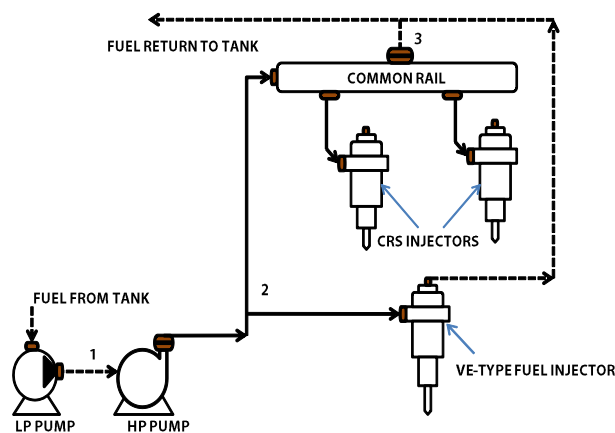 3
FUEL RETURN TO TANK
COMMON RAIL
CRS INJECTORS
2
FUEL FROM TANK
1
VE-TYPE FUEL INJECTOR
LP PUMP
HP PUMP